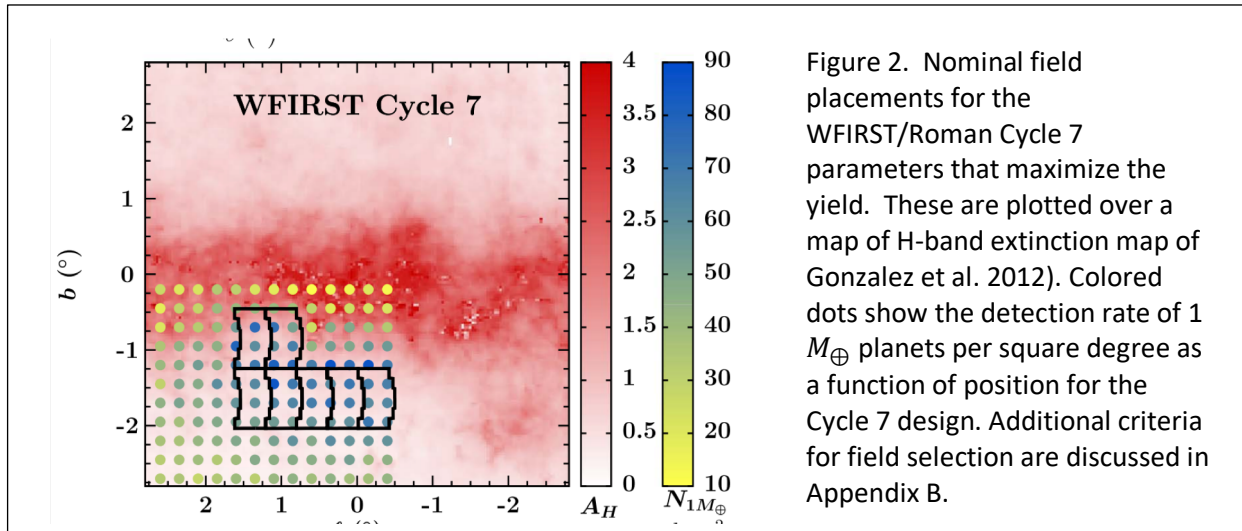 WFIRST Cycle 7
b (°)
2
1
0
-1
-2
2
1
0
-1
-2
4
3.5
3
2.5
2
1.5
1
0.5
0
A_H
90
80
70
60
50
40
30
20
10
N_1M⊕
Figure 2. Nominal field
placements for the
WFIRST/Roman Cycle 7
parameters that maximize the
yield. These are plotted over a
map of H-band extinction map of
Gonzalez et al. 2012). Colored
dots show the detection rate of 1
M⊕ planets per square degree as
a function of position for the
Cycle 7 design. Additional criteria
for field selection are discussed in
Appendix B.